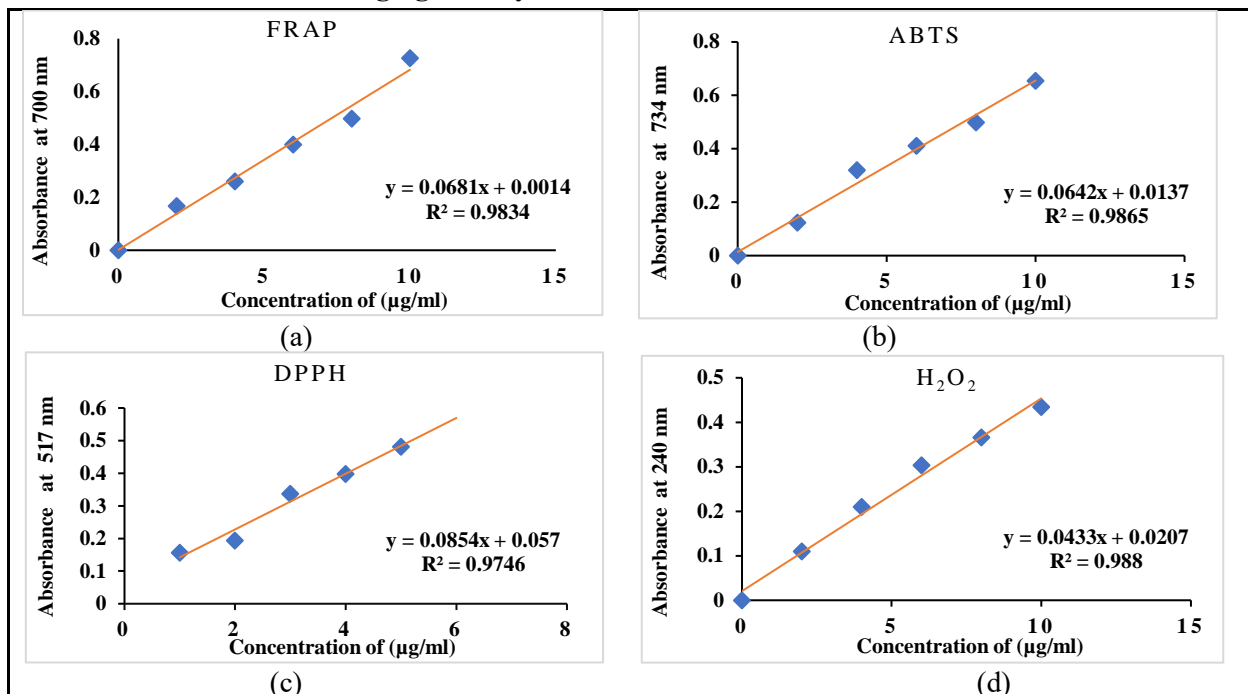 FRAP
0.8
0.6
0.4
0.2
0
0
5
10
15
Absorbance at 700 nm
y = 0.0681x + 0.0014
R² = 0.9834
Concentration of (µg/ml)
(a)
ABTS
0.8
0.6
0.4
0.2
0
0
5
10
15
Absorbance at 734 nm
y = 0.0642x + 0.0137
R² = 0.9865
Concentration of (µg/ml)
(b)
DPPH
0.6
0.5
0.4
0.3
0.2
0.1
0
0
2
4
6
8
Absorbance at 517 nm
y = 0.0854x + 0.057
R² = 0.9746
Concentration of (µg/ml)
(c)
H₂O₂
0.5
0.4
0.3
0.2
0.1
0
0
5
10
15
Absorbance at 240 nm
y = 0.0433x + 0.0207
R² = 0.988
Concentration of (µg/ml)
(d)